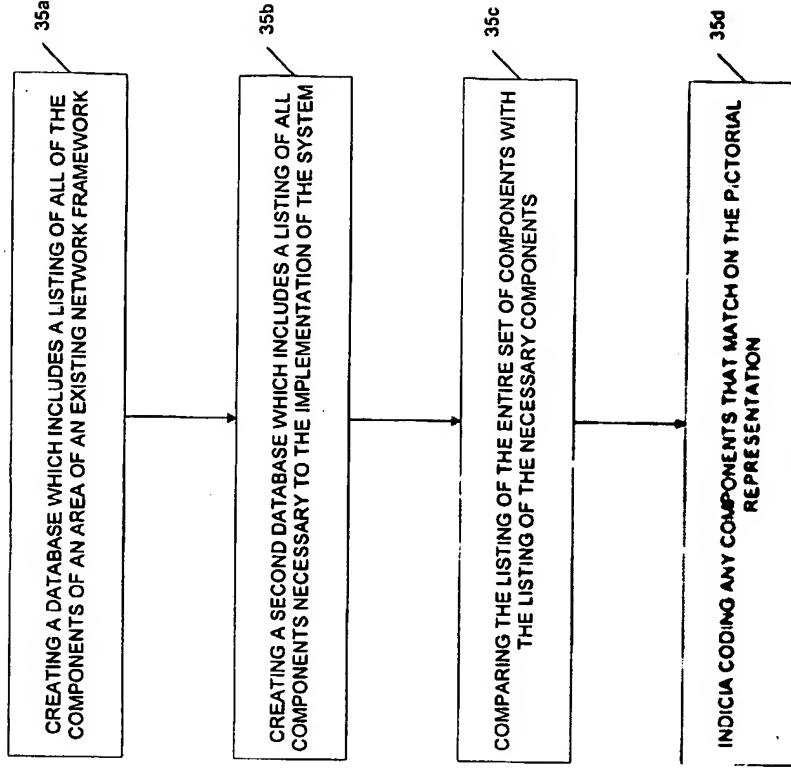 35a
CREATING A DATABASE WHICH INCLUDES A LISTING OF ALL OF THE
COMPONENTS OF AN AREA OF AN EXISTING NETWORK FRAMEWORK
35b
CREATING A SECOND DATABASE WHICH INCLUDES A LISTING OF ALL
COMPONENTS NECESSARY TO THE IMPLEMENTATION OF THE SYSTEM
35c
COMPARING THE LISTING OF THE ENTIRE SET OF COMPONENTS WITH
THE LISTING OF THE NECESSARY COMPONENTS
35d
INDICIA CODING ANY COMPONENTS THAT MATCH ON THE PICTORIAL
REPRESENTATION